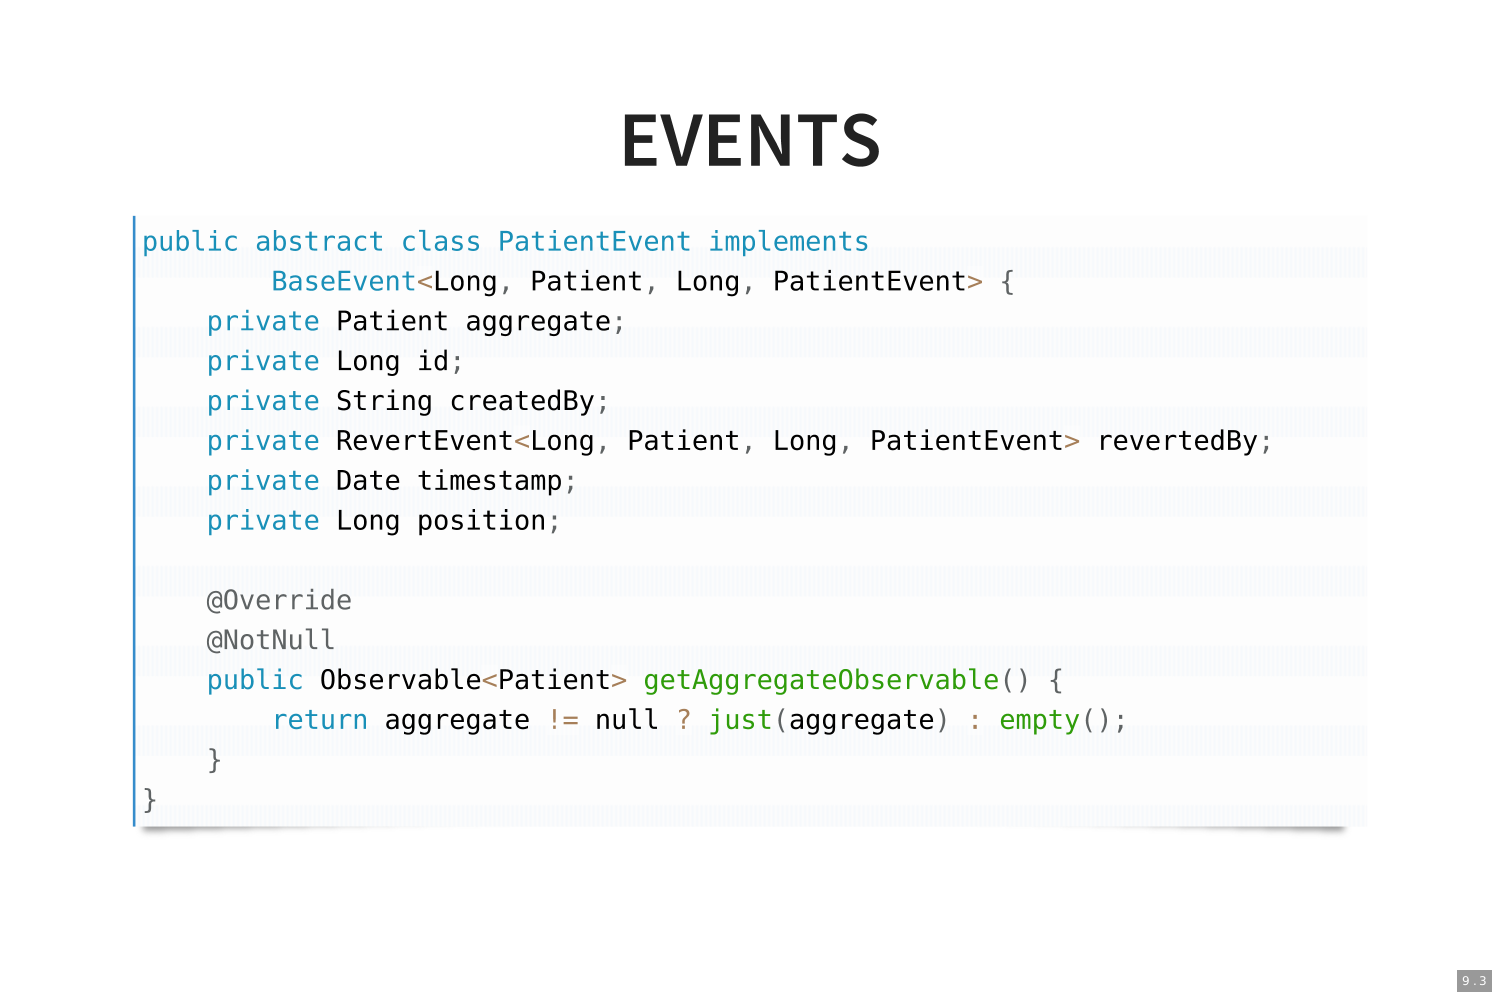 EVENTS
public abstract class PatientEvent implements
        BaseEvent<Long, Patient, Long, PatientEvent> {
    private Patient aggregate;
    private Long id;
    private String createdBy;
    private RevertEvent<Long, Patient, Long, PatientEvent> revertedBy;
    private Date timestamp;
    private Long position;

    @Override
    @NotNull
    public Observable<Patient> getAggregateObservable() {
        return aggregate != null ? just(aggregate) : empty();
    }
}
9.3